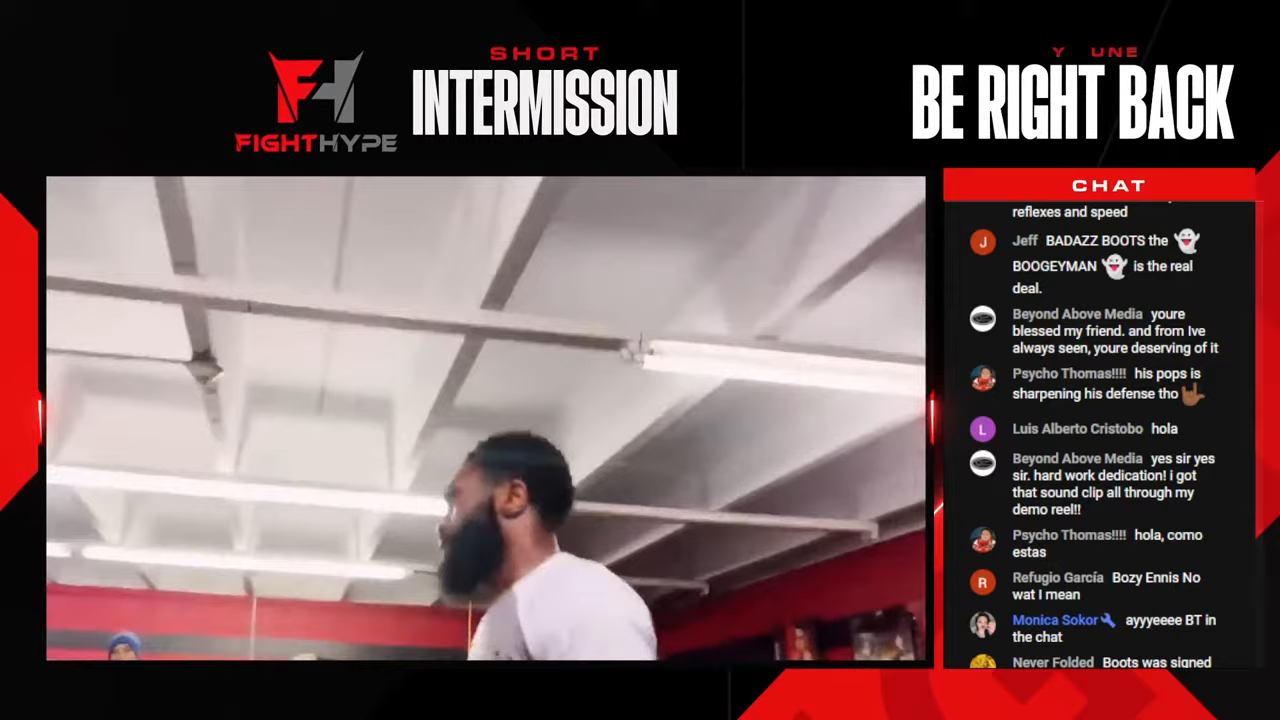 SHORT
INTERMISSION
FIGHTHYPE
Y UNE
BE RIGHT BACK
CHAT
reflexes and speed
Jeff BADAZZ BOOTS the 👻
BOOGEYMAN 👻 is the real
deal.
Beyond Above Media youre
blessed my friend. and from Ive
always seen, youre deserving of it
Psycho Thomas!!!! his pops is
sharpening his defense tho 🤟🏾
Luis Alberto Cristobo hola
Beyond Above Media yes sir yes
sir. hard work dedication! i got
that sound clip all through my
demo reel!!
Psycho Thomas!!!! hola, como
estas
Refugio García Bozy Ennis No
wat I mean
Monica Sokor🔧 ayyyeeee BT in
the chat
Never Folded Boots was signed